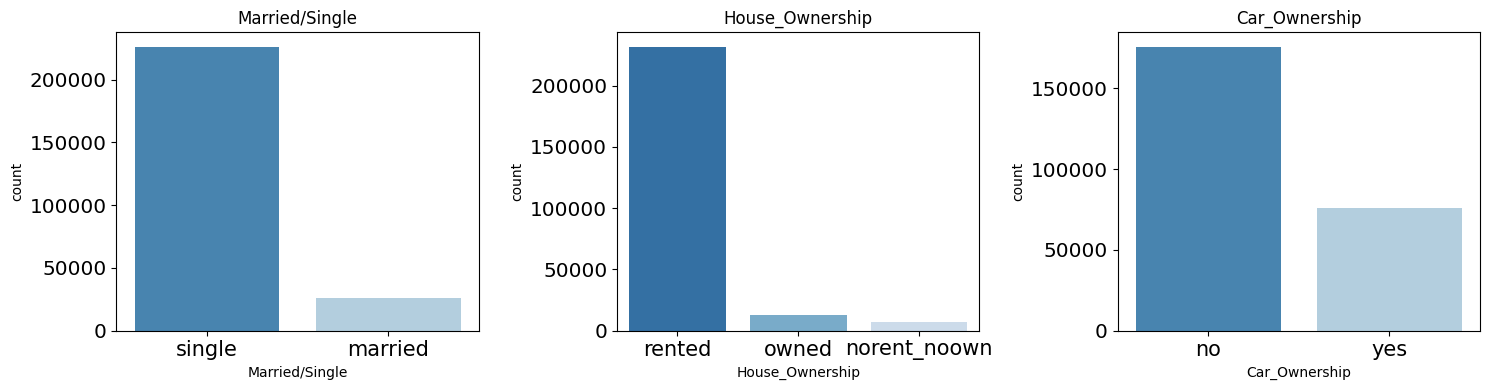 Married/Single
count
200000
150000
100000
50000
0
single married
Married/Single
House_Ownership
count
200000
150000
100000
50000
0
rented owned norent_noown
House_Ownership
Car_Ownership
count
150000
100000
50000
0
no yes
Car_Ownership